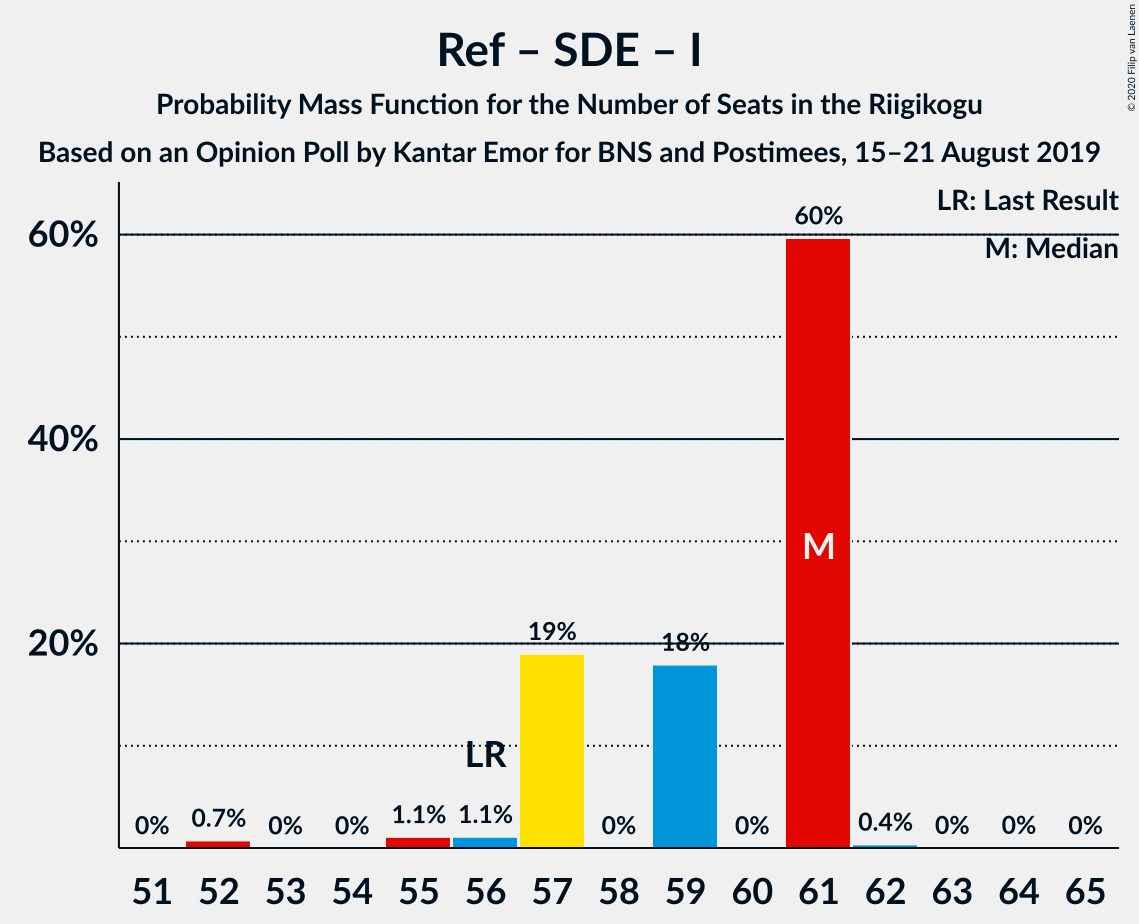 Ref – SDE – I
Probability Mass Function for the Number of Seats in the Riigikogu
Based on an Opinion Poll by Kantar Emor for BNS and Postimees, 15–21 August 2019
© 2020 Filip van Laenen
LR: Last Result
M: Median
60%
40%
20%
0%
0.7%
0%
0%
1.1%
1.1%
19%
0%
18%
0%
60%
0.4%
0%
0%
0%
LR
M
51 52 53 54 55 56 57 58 59 60 61 62 63 64 65